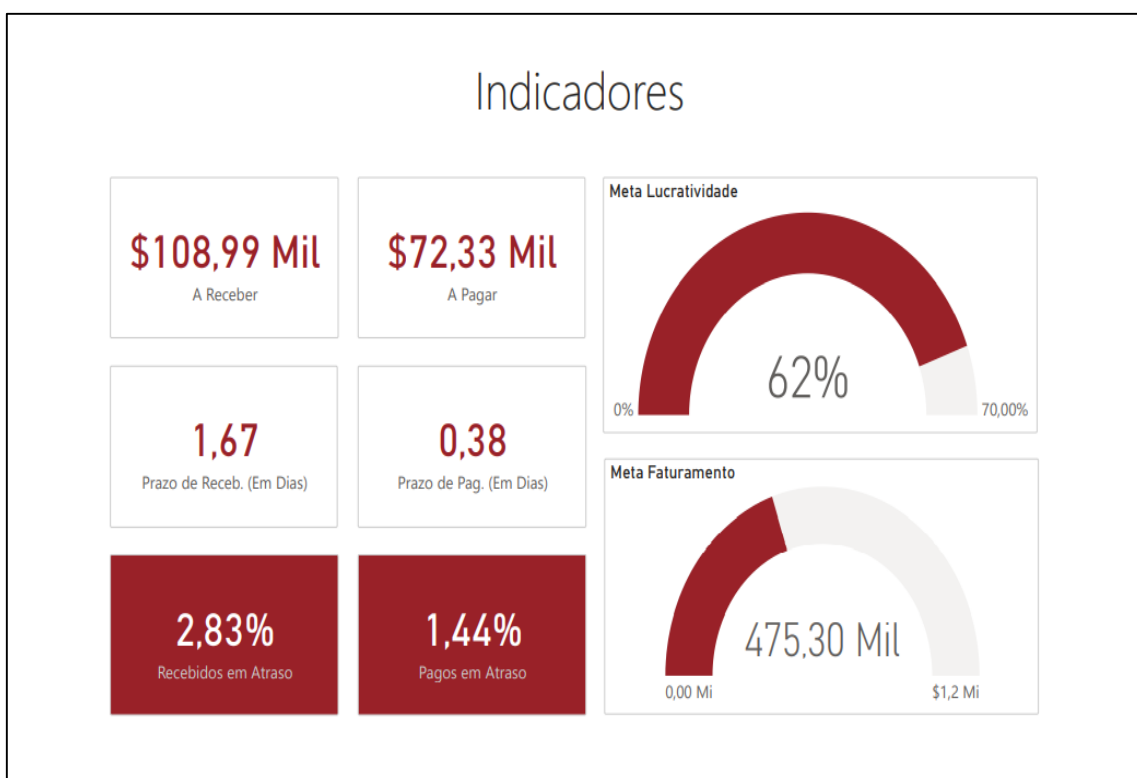 Indicadores
$108,99 Mil
A Receber
$72,33 Mil
A Pagar
1,67
Prazo de Receb. (Em Dias)
0,38
Prazo de Pag. (Em Dias)
2,83%
Recebidos em Atraso
1,44%
Pagos em Atraso
Meta Lucratividade
62%
0%
70,00%
Meta Faturamento
475,30 Mil
0,00 Mi
$1,2 Mi